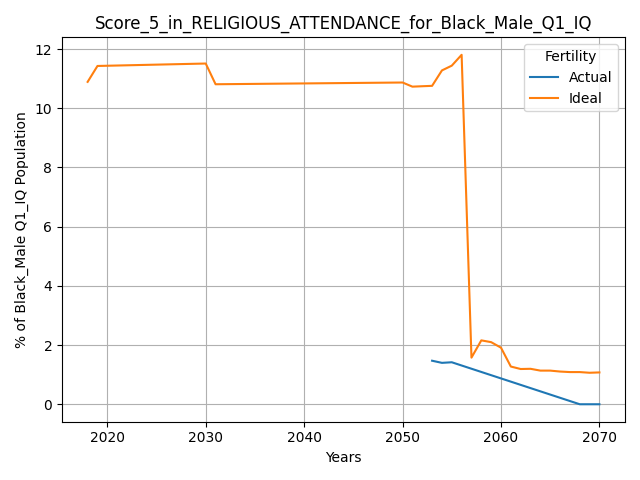 Score_5_in_RELIGIOUS_ATTENDANCE_for_Black_Male_Q1_IQ
% of Black_Male Q1_IQ Population
12
10
8
6
4
2
0
Fertility
Actual
Ideal
2020
2030
2040
2050
2060
2070
Years